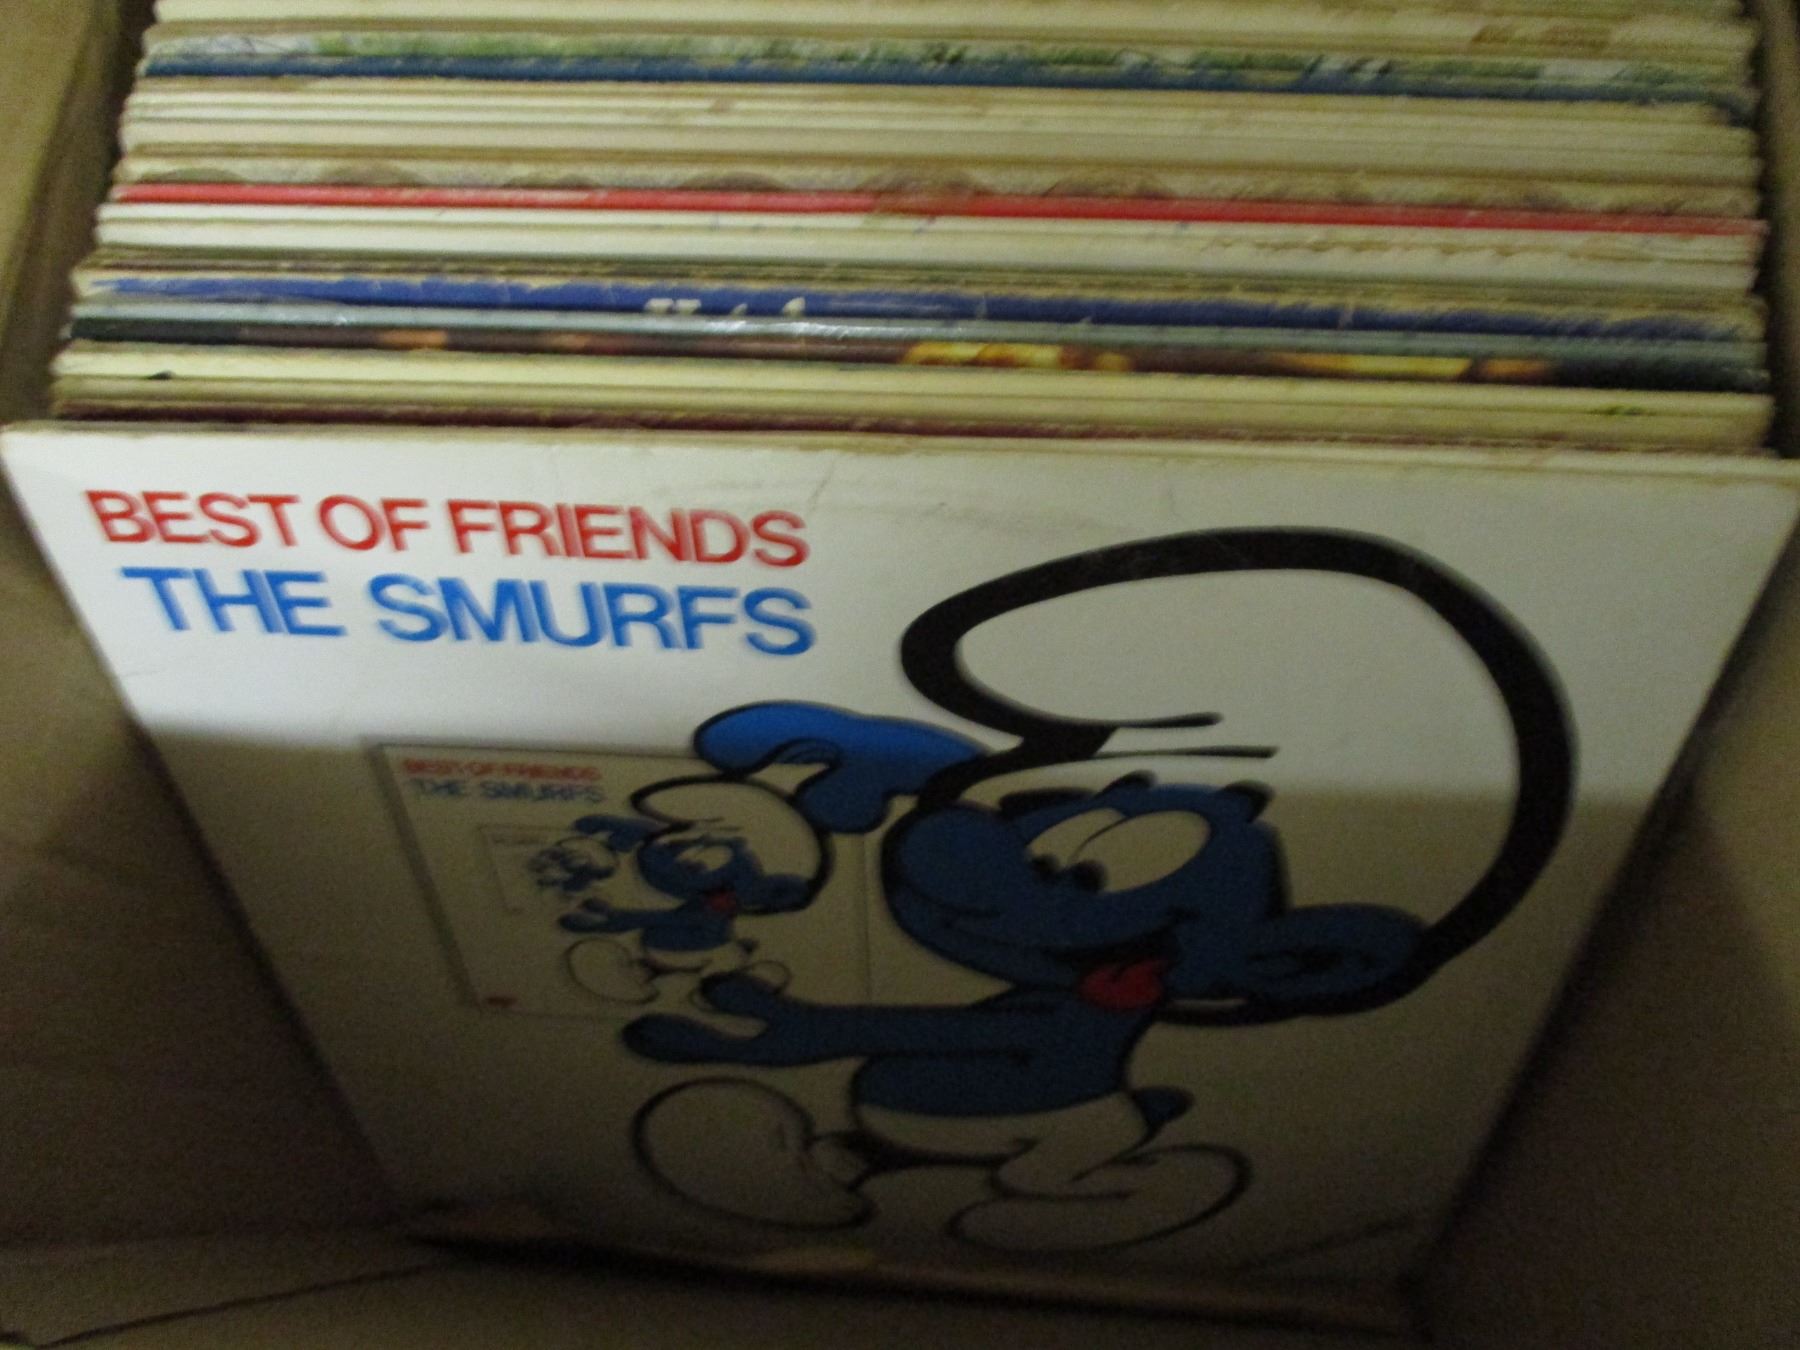 BEST OF FRIENDS
THE SMURFS
BEST OF FRIENDS
THE SMURFS